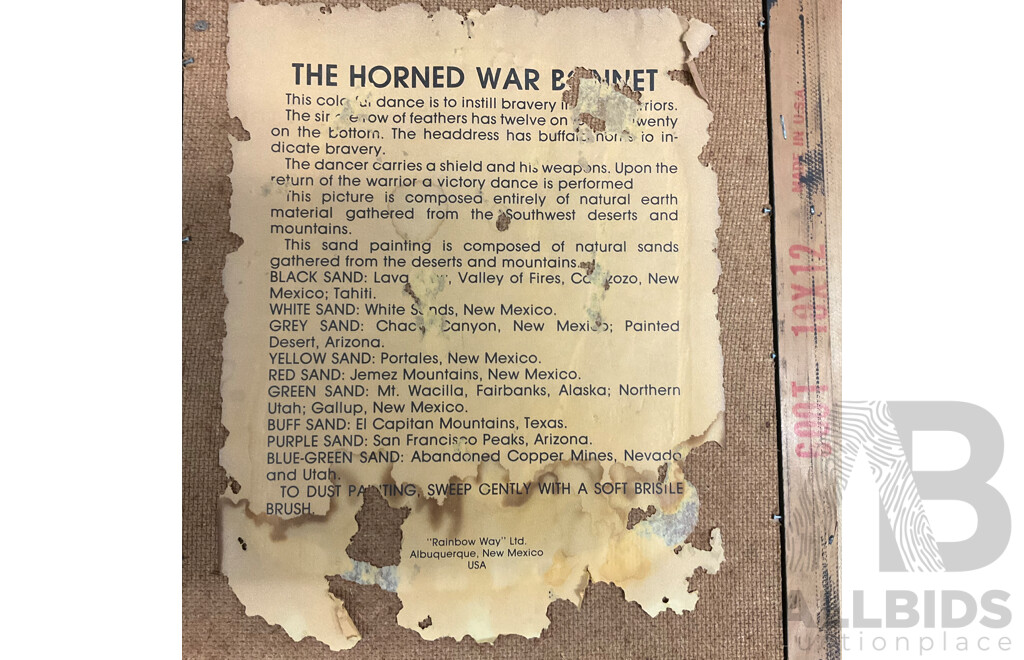 THE HORNED WAR
This dance is to instill bravery
The row of feathers has twelve on
on the bottom. The headdress has in-
dicate bravery.
The dancer carries a shield and his weapons. Upon the
return of the warrior a victory dance is performed
This picture is composed entirely of natural earth
material gathered from the Southwest deserts and
mountains.
This sand painting is composed of natural sands
gathered from the deserts and mountains.
BLACK SAND: Lava Valley of Fires, New
Mexico; Tahiti.
WHITE SAND: White Sands, New Mexico.
GREY SAND: Canyon, New Mexico; Painted
Desert, Arizona.
YELLOW SAND: Portales, New Mexico.
RED SAND: Jemez Mountains, New Mexico.
GREEN SAND: Mt. Wacilla, Fairbanks, Alaska; Northern
Utah; Gallup, New Mexico.
BUFF SAND: El Capitan Mountains, Texas.
PURPLE SAND: San Francisco Peaks, Arizona.
BLUE-GREEN SAND: Abandoned Copper Mines, Nevada
and Utah
TO DUST PAINTING, SWEEP GENTLY WITH A SOFT BRISTLE
BRUSH.
"Rainbow Way" Ltd.
Albuquerque, New Mexico
USA
MADE IN USA
16X12
AB
ALLBIDS
auctionplace